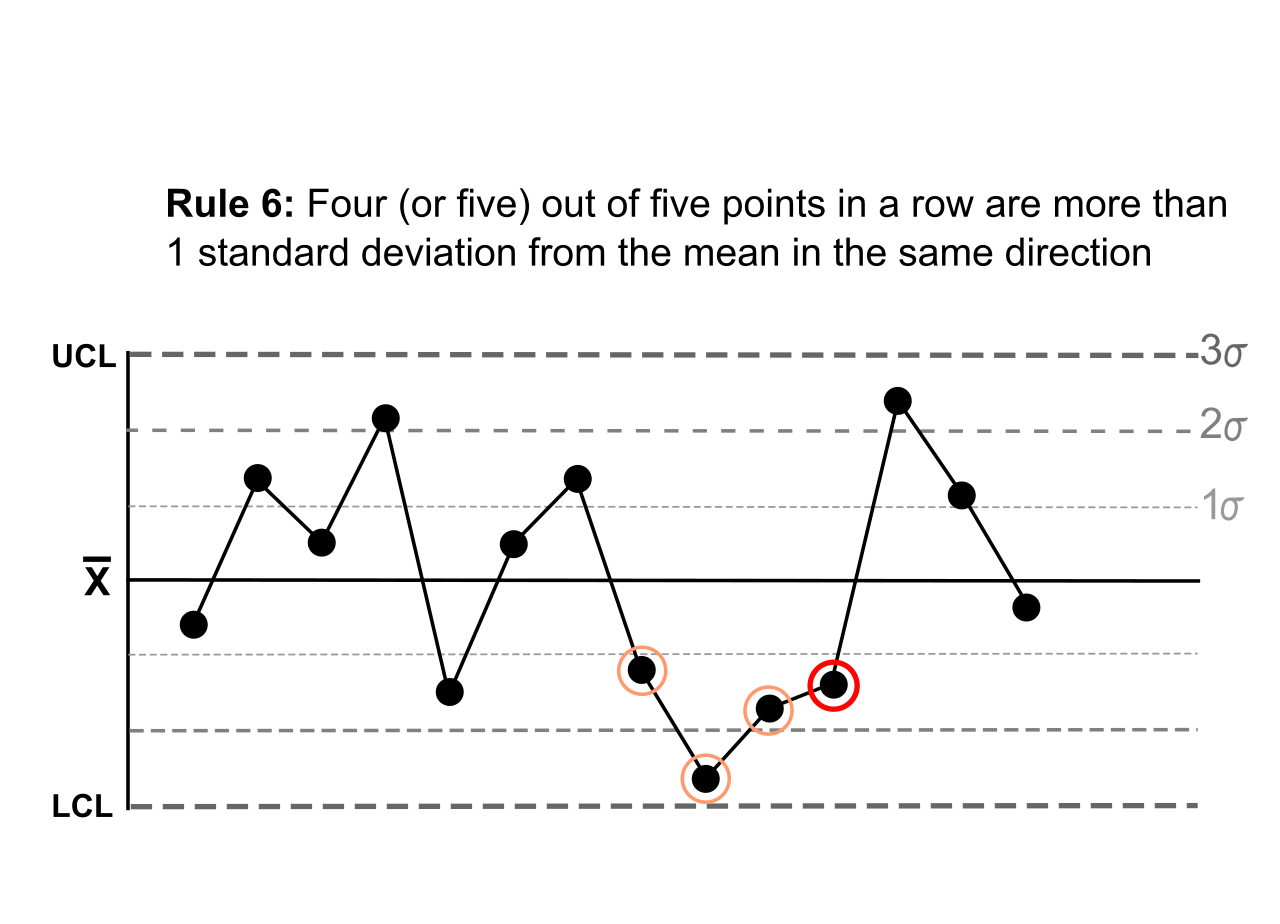 Rule 6: Four (or five) out of five points in a row are more than
1 standard deviation from the mean in the same direction
UCL
3σ
2σ
1σ
X̅
LCL